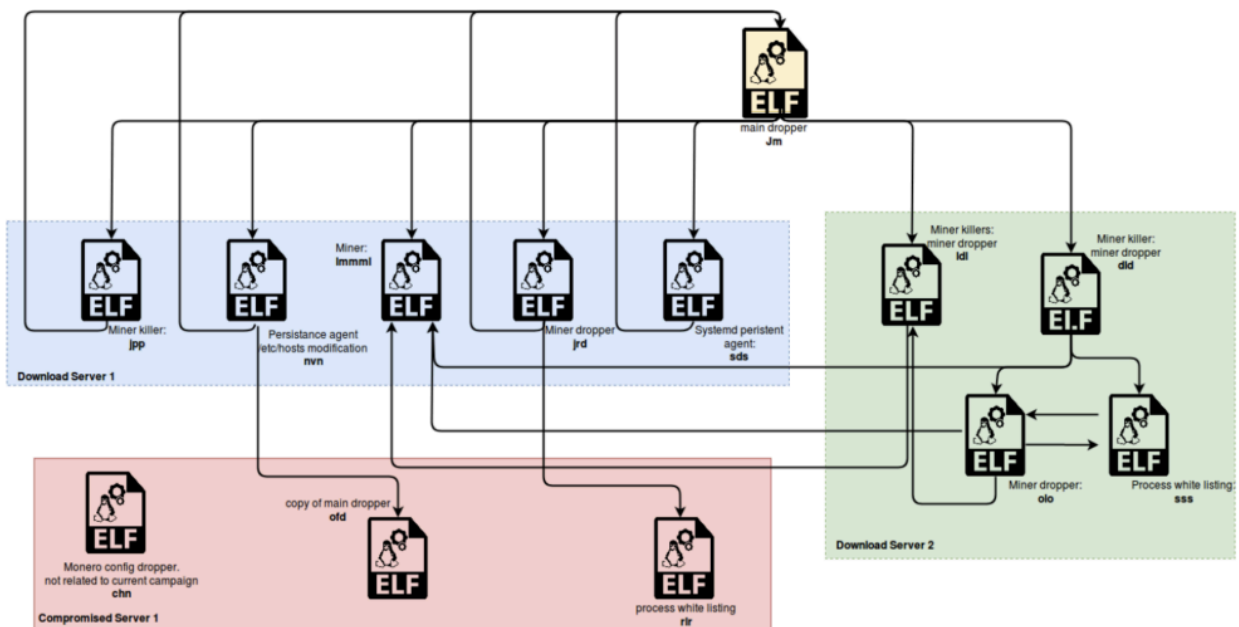 ELF
main dropper
Jm
Miner:
lmmml
Miner killers:
miner dropper
ldl
Miner killer:
miner dropper
dld
ELF
ELF
ELF
ELF
ELF
ELF
ELF
Miner killer:
jpp
Persistance agent
/etc/hosts modification
nvn
Miner dropper
jrd
Systemd peristent
agent:
sds
Download Server 1
ELF
ELF
Miner dropper:
olo
Process white listing:
sss
Download Server 2
ELF
Monero config dropper.
not related to current campaign
chn
copy of main dropper
ofd
ELF
ELF
process white listing
rlr
Compromised Server 1